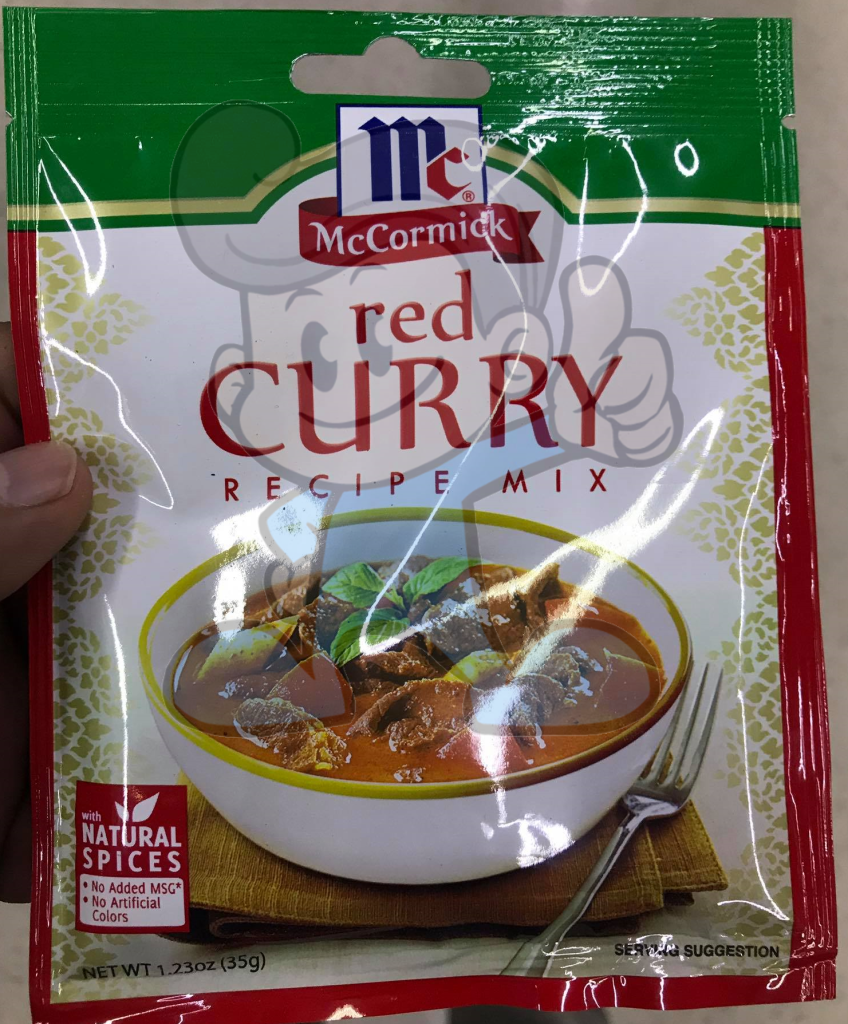 Mc®
McCormick
red
CURRY
RECIPE MIX
with
NATURAL
SPICES
• No Added MSG*
• No Artificial
Colors
NET WT 1.23oz (35g)
SERVING SUGGESTION